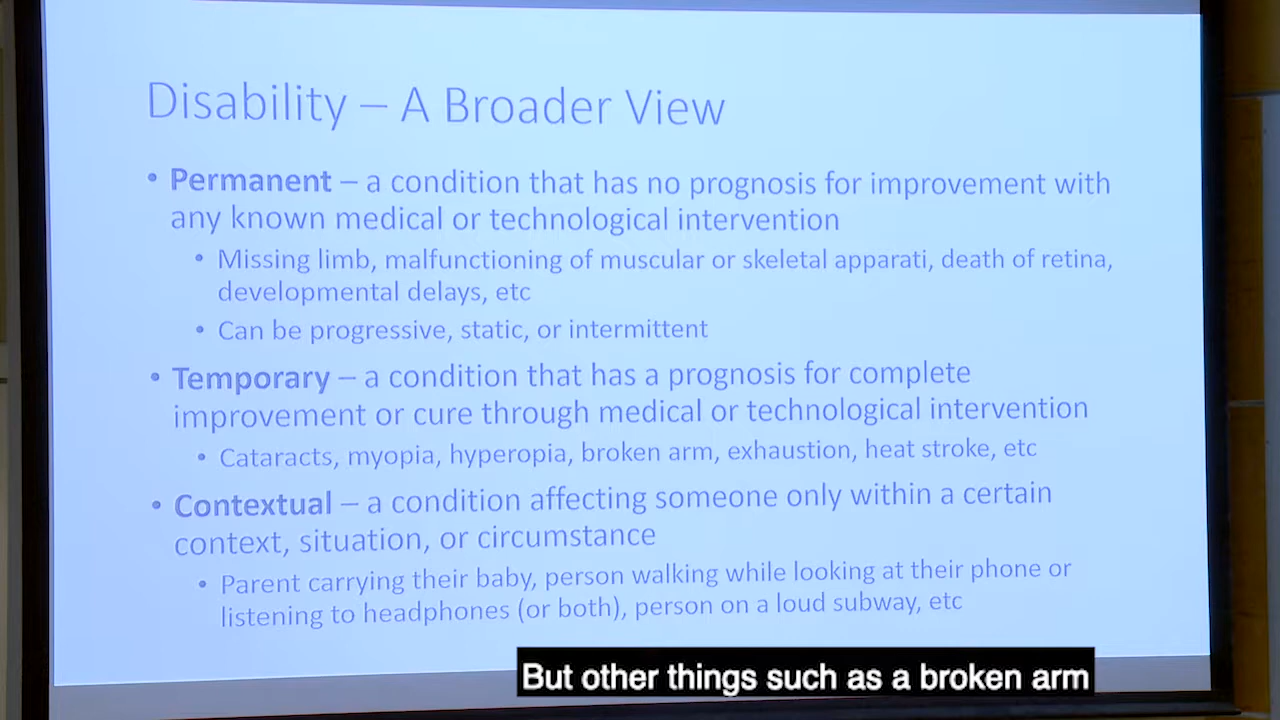 Disability – A Broader View
• Permanent – a condition that has no prognosis for improvement with
any known medical or technological intervention
• Missing limb, malfunctioning of muscular or skeletal apparati, death of retina,
developmental delays, etc
• Can be progressive, static, or intermittent
• Temporary – a condition that has a prognosis for complete
improvement or cure through medical or technological intervention
• Cataracts, myopia, hyperopia, broken arm, exhaustion, heat stroke, etc
• Contextual – a condition affecting someone only within a certain
context, situation, or circumstance
• Parent carrying their baby, person walking while looking at their phone or
listening to headphones (or both), person on a loud subway, etc
But other things such as a broken arm